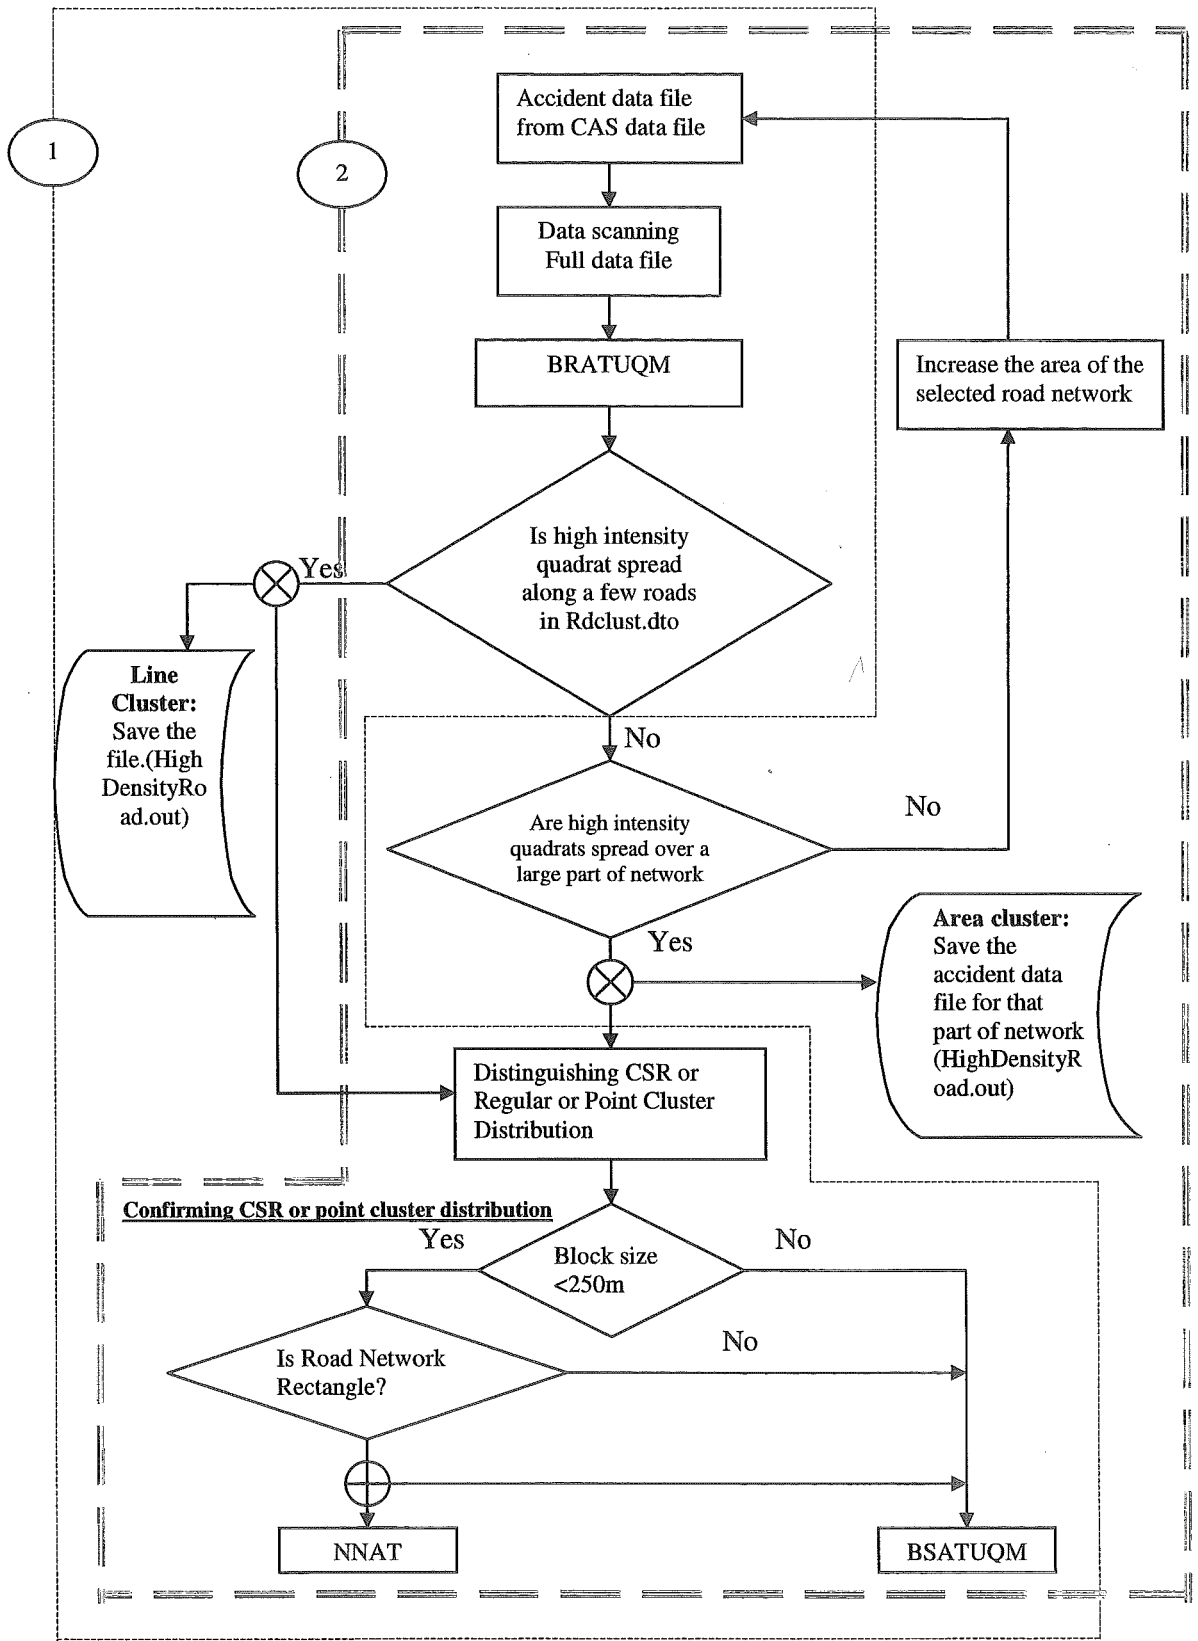 1
2
Accident data file
from CAS data file
Data scanning
Full data file
BRATUQM
Increase the area of the
selected road network
Is high intensity
quadrat spread
along a few roads
in Rdclust.dto
Yes
Line
Cluster:
Save the
file.(High
DensityRo
ad.out)
No
Are high intensity
quadrats spread over a
large part of network
No
Yes
Area cluster:
Save the
accident data
file for that
part of network
(HighDensityR
oad.out)
Distinguishing CSR or
Regular or Point Cluster
Distribution
Confirming CSR or point cluster distribution
Yes
Block size
<250m
No
Is Road Network
Rectangle?
No
NNAT
BSATUQM